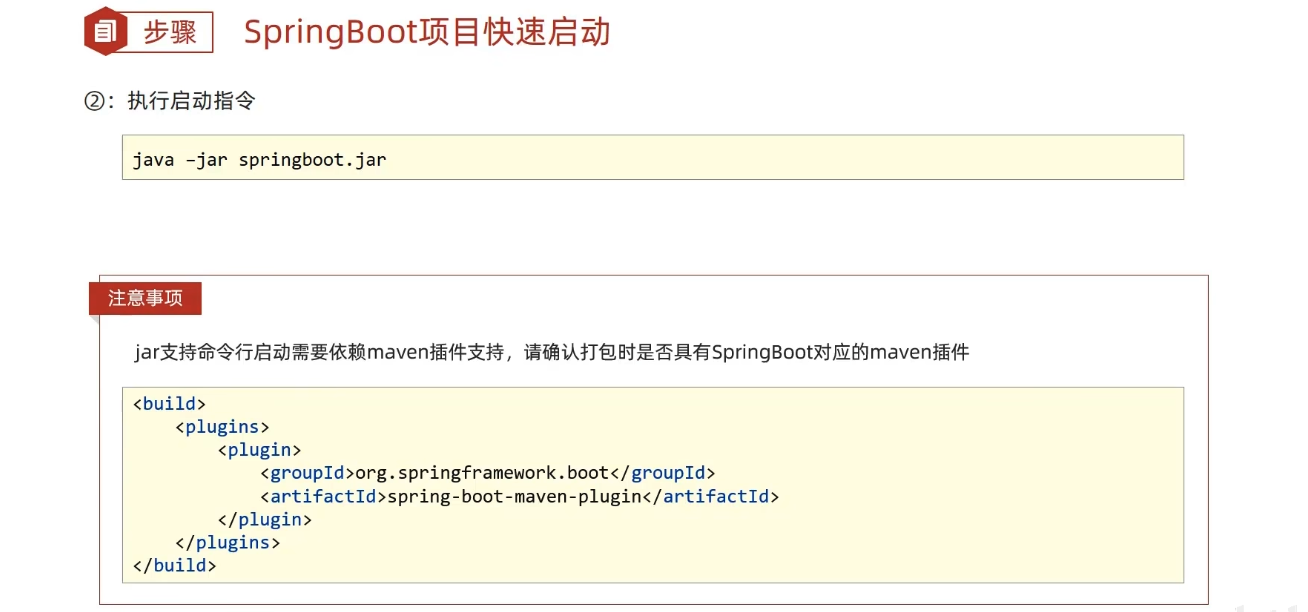 步骤 SpringBoot项目快速启动
②：执行启动指令
java –jar springboot.jar
注意事项
jar支持命令行启动需要依赖maven插件支持，请确认打包时是否具有SpringBoot对应的maven插件
<build>
    <plugins>
        <plugin>
            <groupId>org.springframework.boot</groupId>
            <artifactId>spring-boot-maven-plugin</artifactId>
        </plugin>
    </plugins>
</build>